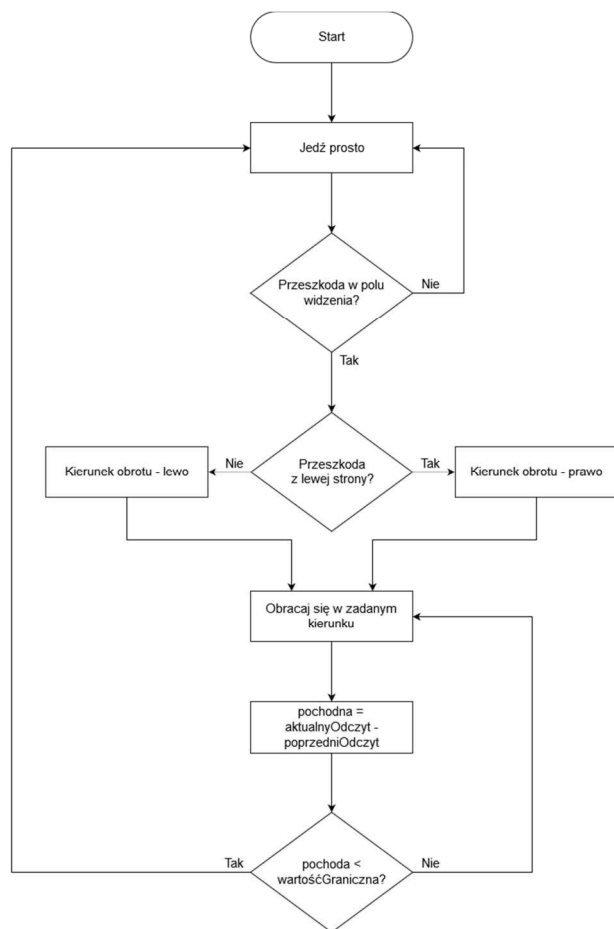 Start
Jedź prosto
Przeszkoda w polu
widzenia?
Nie
Tak
Kierunek obrotu - lewo
Nie
Przeszkoda
z lewej strony?
Tak
Kierunek obrotu - prawo
Obracaj się w zadanym
kierunku
pochodna =
aktualnyOdczyt -
poprzedniOdczyt
Tak
pochoda <
wartośćGraniczna?
Nie